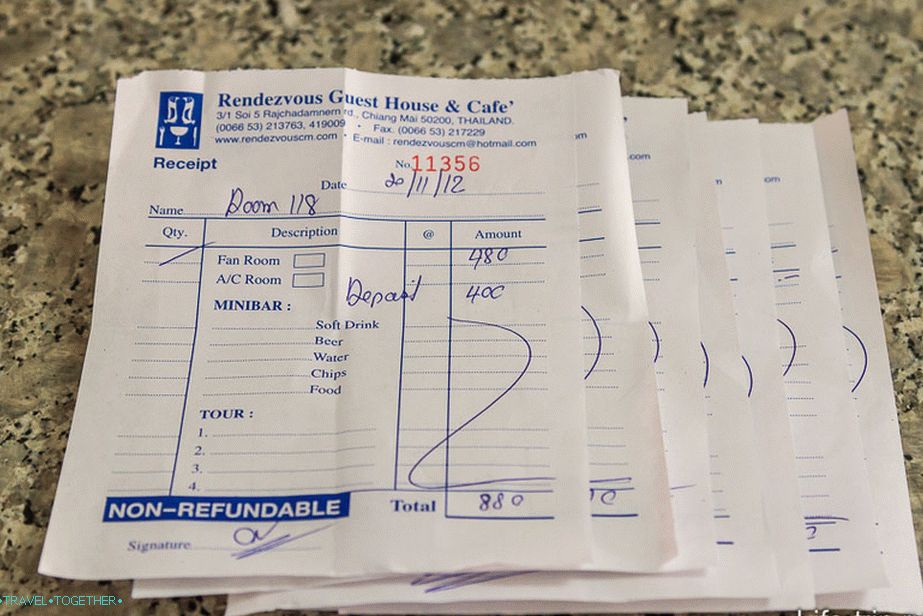 Rendezvous Guest House & Cafe'
3/1 Soi 5 Rajchadamnern rd., Chiang Mai 50200, THAILAND.
(0066 53) 213763, 419009 • Fax. (0066 53) 217229
www.rendezvouscm.com • E-mail : rendezvouscm@hotmail.com
Receipt
No. 11356
Date 20/11/12
Name Room 118
Qty. Description @ Amount
Fan Room 480
A/C Room
Deposit 400
MINIBAR :
Soft Drink
Beer
Water
Chips
Food
TOUR :
1.
2.
3.
4.
NON-REFUNDABLE
Total 880
Signature
om
.com
om
•TRAVEL•TOGETHER•